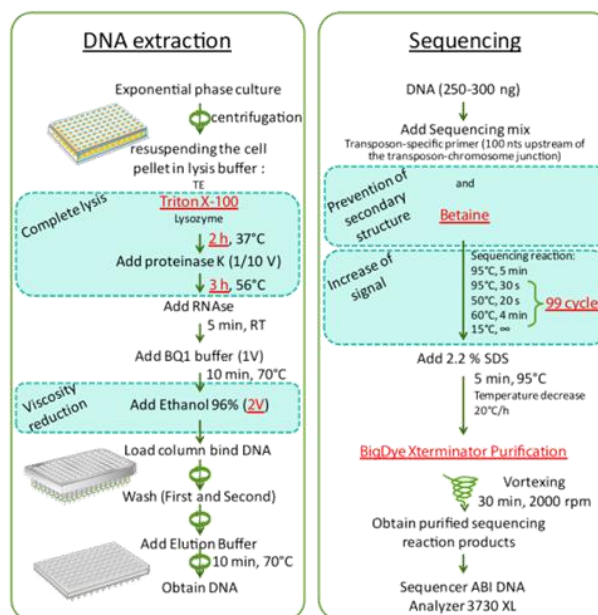 DNA extraction
Exponential phase culture
centrifugation
resuspending the cell
pellet in lysis buffer :
TE
Complete lysis
Triton X-100
Lysozyme
2 h, 37°C
Add proteinase K (1/10 V)
3 h, 56°C
Add RNAse
5 min, RT
Add BQ1 buffer (1V)
10 min, 70°C
Viscosity
reduction
Add Ethanol 96% (2V)
Load column bind DNA
Wash (First and Second)
Add Elution Buffer
10 min, 70°C
Obtain DNA
Sequencing
DNA (250-300 ng)
Add Sequencing mix
Transposon-specific primer (100 nts upstream of
the transposon-chromosome junction)
Prevention of
secondary
structure
and
Betaine
Increase of
signal
Sequencing reaction:
95°C, 5 min
95°C, 30 s
50°C, 20 s
60°C, 4 min
15°C, ∞
99 cycle
Add 2.2 % SDS
5 min, 95°C
Temperature decrease
20°C/h
BigDye Xterminator Purification
Vortexing
30 min, 2000 rpm
Obtain purified sequencing
reaction products
Sequencer ABI DNA
Analyzer 3730 XL